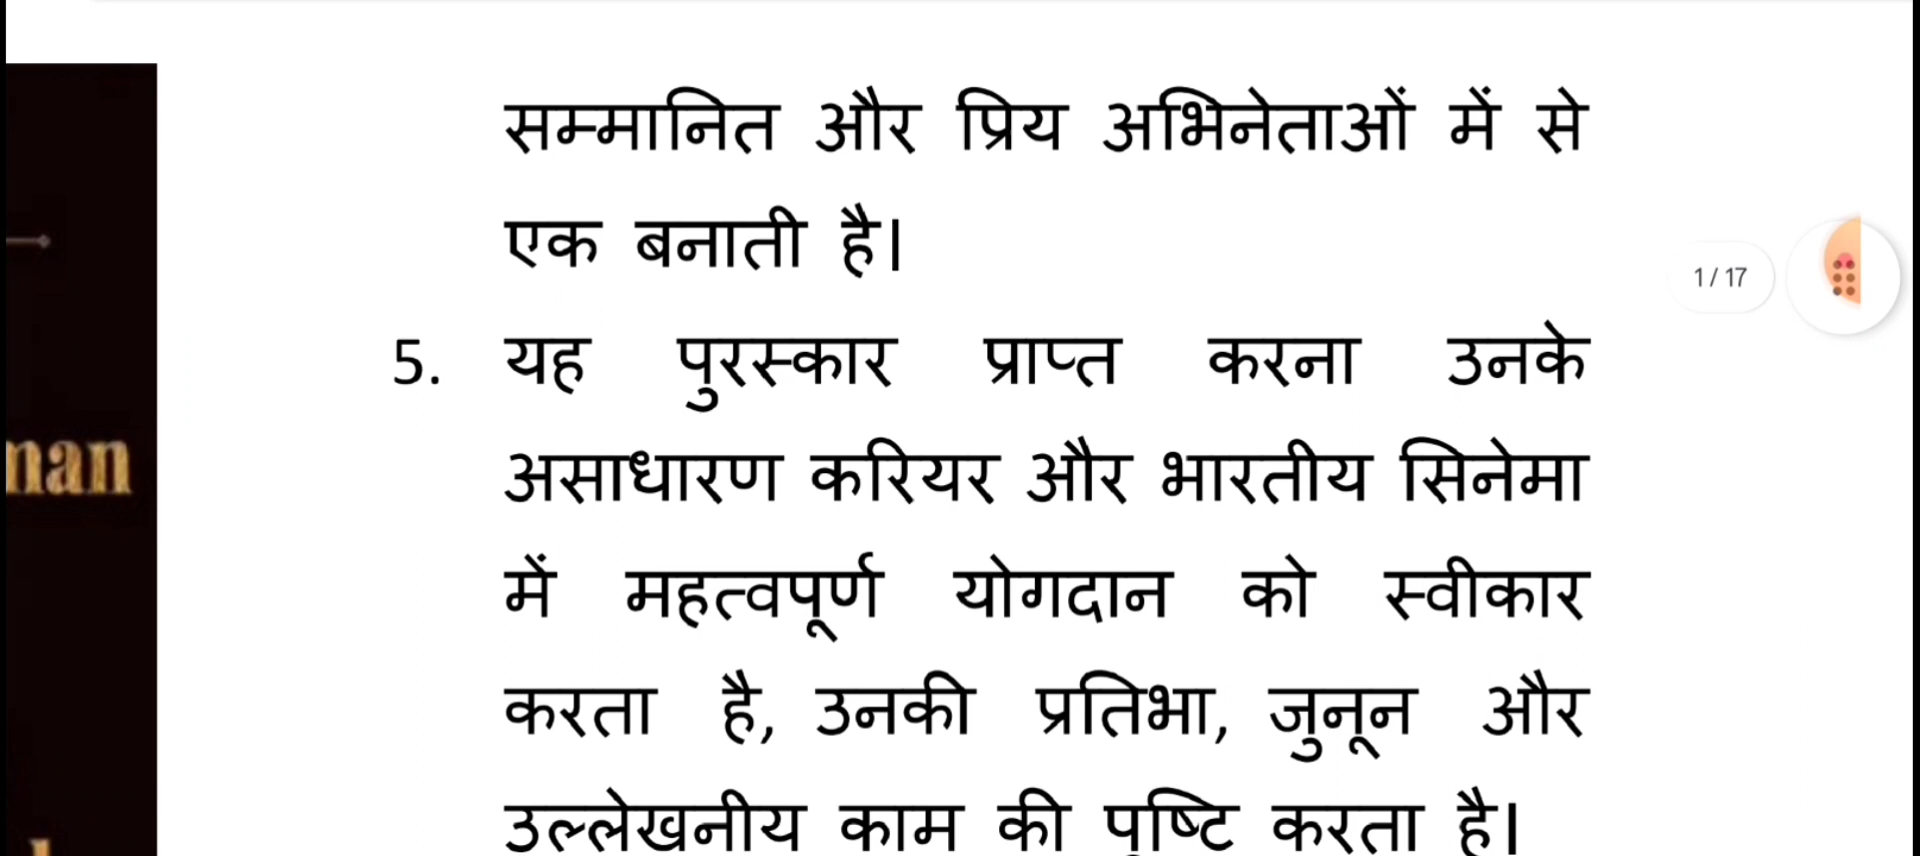 सम्मानित और प्रिय अभिनेताओं में से
एक बनाती है।
1 / 17
5. यह पुरस्कार प्राप्त करना उनके
असाधारण करियर और भारतीय सिनेमा
man
में महत्वपूर्ण योगदान को स्वीकार
करता है, उनकी प्रतिभा, जुनून और
उल्लेखनीय काम की पुष्टि करता है।